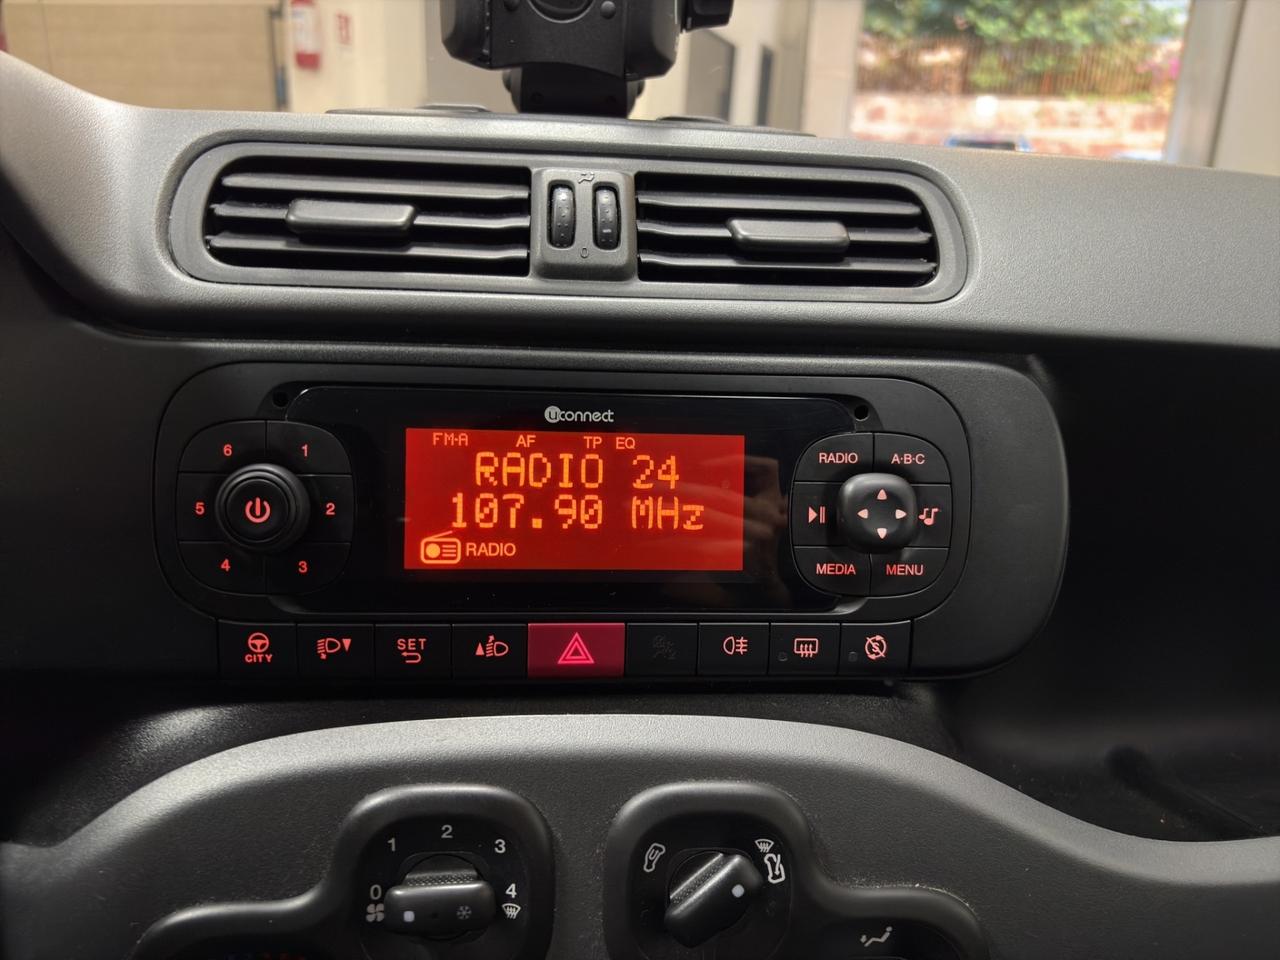 0
uconnect
FM-A AF TP EQ
RADIO 24
107.90 MHz
RADIO
6 1
5 2
4 3
RADIO A·B·C
MEDIA MENU
CITY
SET
0 1 2 3 4